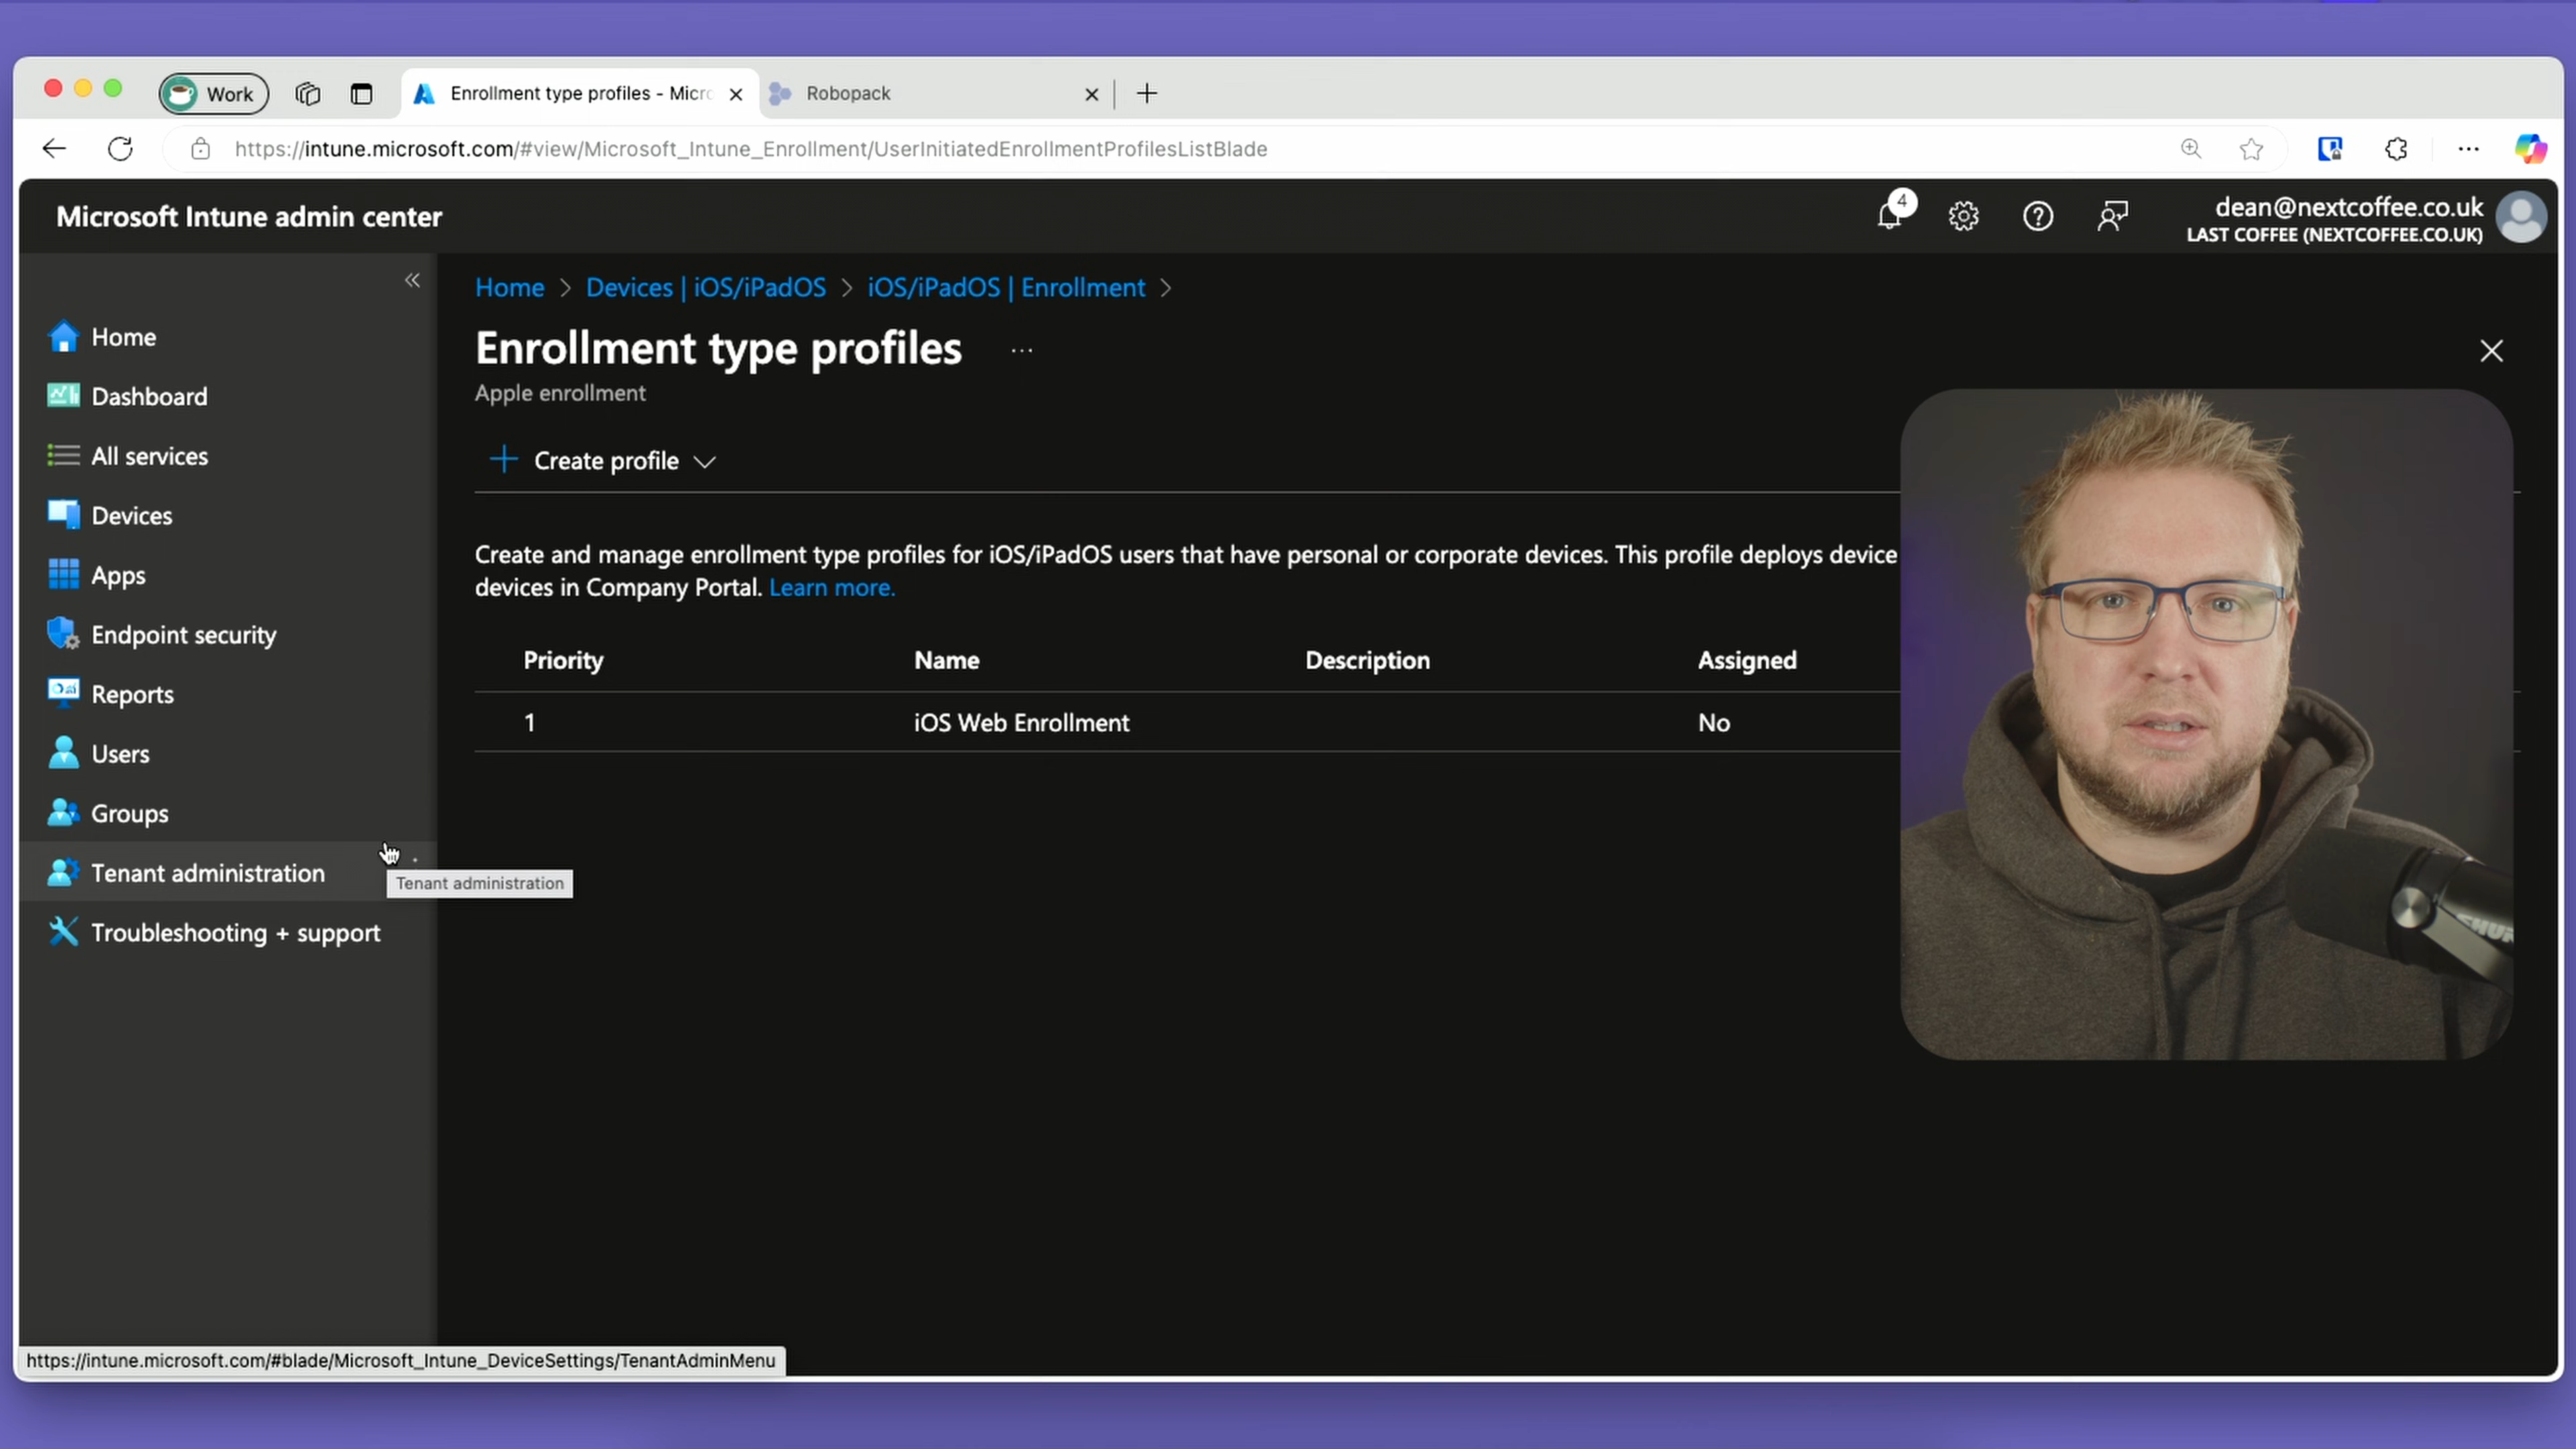 Work
Enrollment type profiles - Micro
Robopack
https://intune.microsoft.com/#view/Microsoft_Intune_Enrollment/UserInitiatedEnrollmentProfilesListBlade
Microsoft Intune admin center
4
dean@nextcoffee.co.uk
LAST COFFEE (NEXTCOFFEE.CO.UK)
Home
Dashboard
All services
Devices
Apps
Endpoint security
Reports
Users
Groups
Tenant administration
Tenant administration
Troubleshooting + support
Home > Devices | iOS/iPadOS > iOS/iPadOS | Enrollment >
Enrollment type profiles ...
Apple enrollment
Create profile
Create and manage enrollment type profiles for iOS/iPadOS users that have personal or corporate devices. This profile deploys device
devices in Company Portal. Learn more.
Priority Name Description Assigned
1 iOS Web Enrollment No
https://intune.microsoft.com/#blade/Microsoft_Intune_DeviceSettings/TenantAdminMenu